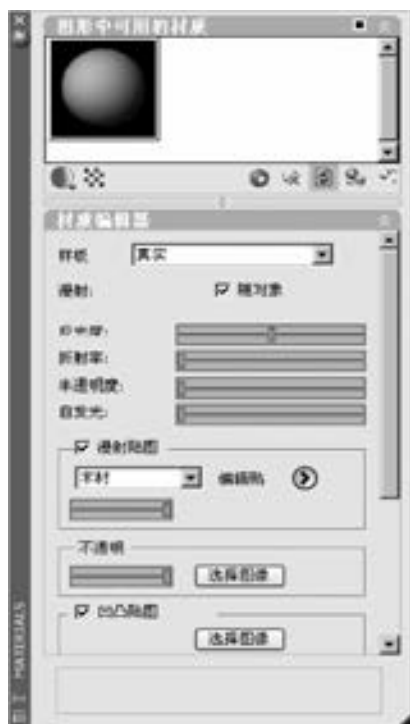 图形中可用的材质
材质编辑器
样板 真实
漫射: 随对象
反光度:
折射率:
半透明度:
自发光:
漫射贴图
木材 编辑贴
不透明
选择图像
凹凸贴图
选择图像
MATERIALS